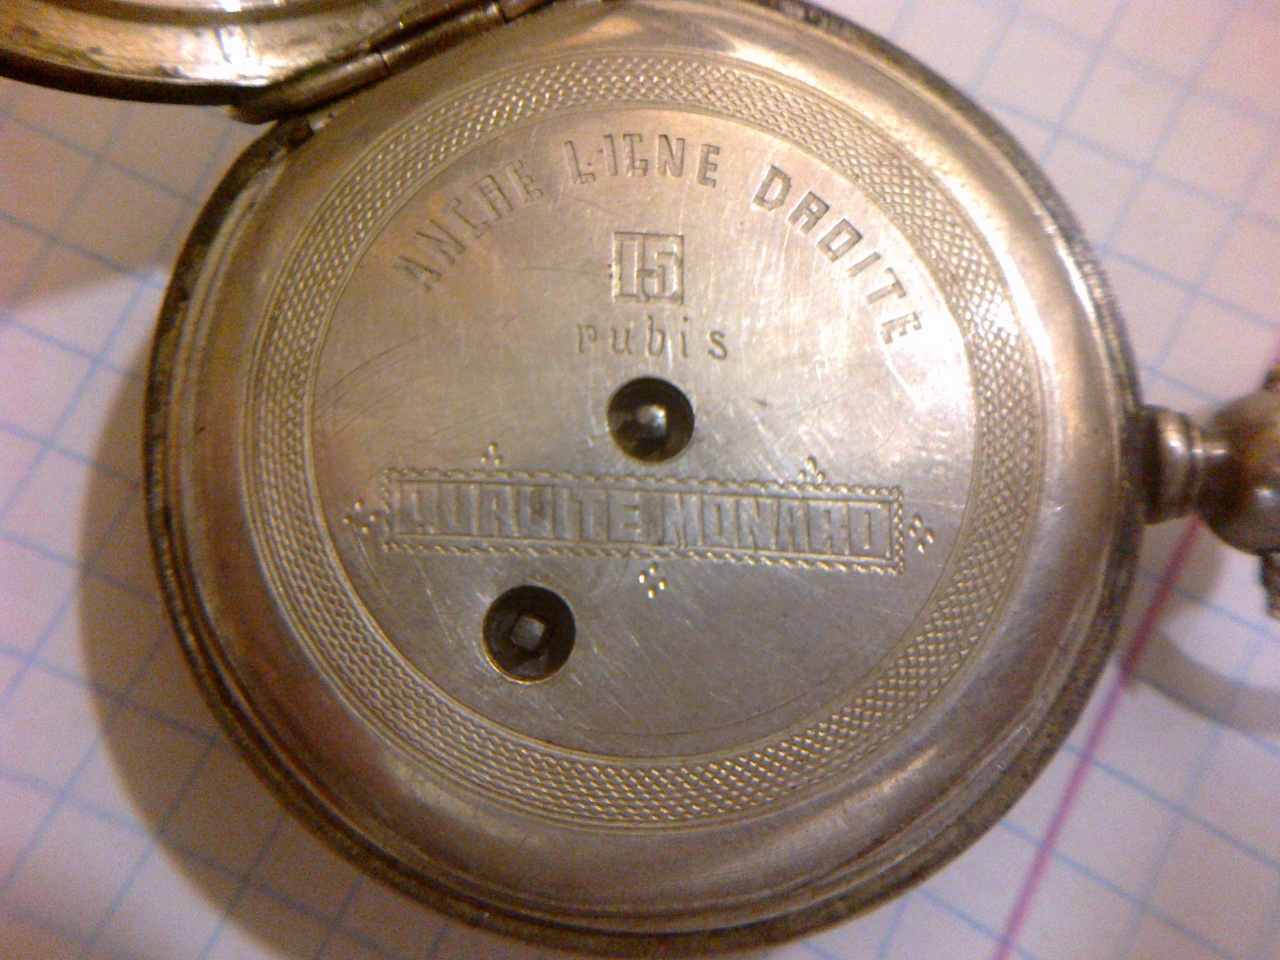 ANCRE LIGNE DROITE
15
rubis
QUALITE MONARD